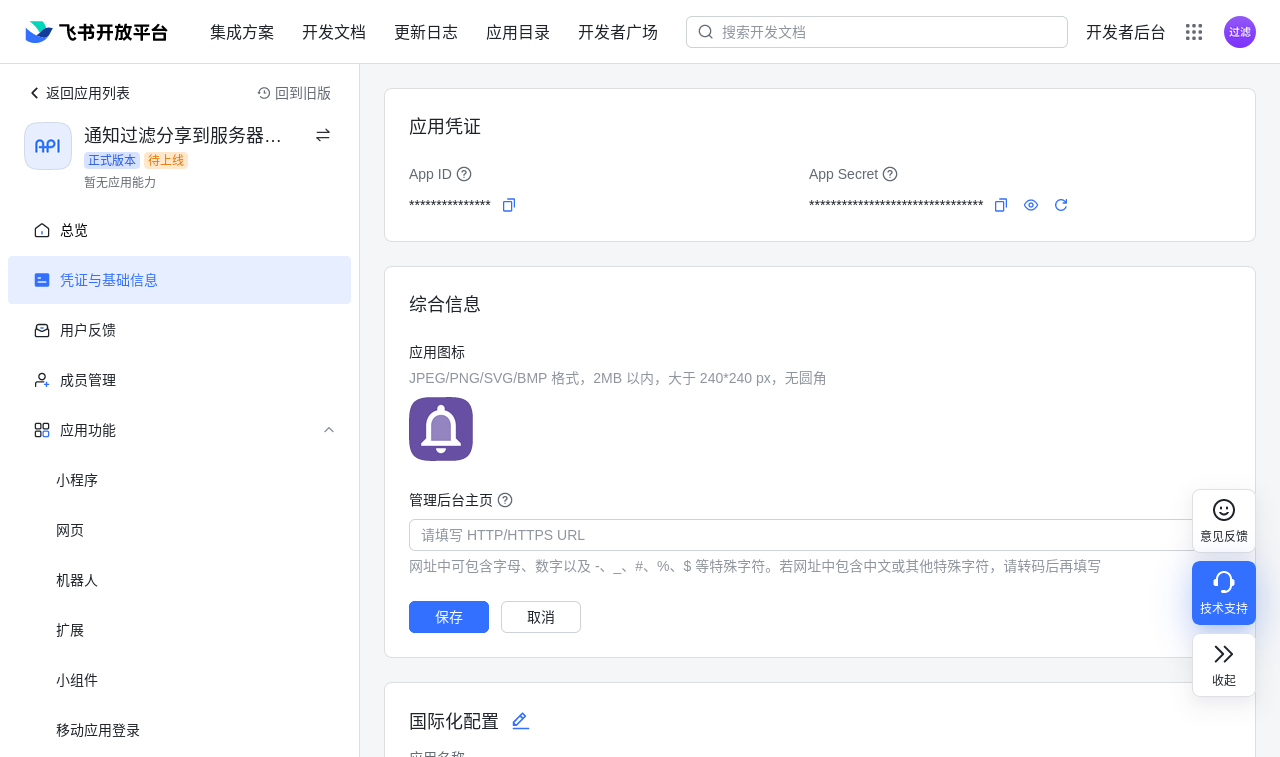 飞书开放平台
集成方案
开发文档
更新日志
应用目录
开发者广场
搜索开发文档
开发者后台
过滤
返回应用列表
回到旧版
API
通知过滤分享到服务器…
正式版本
待上线
暂无应用能力
总览
凭证与基础信息
用户反馈
成员管理
应用功能
小程序
网页
机器人
扩展
小组件
移动应用登录
应用凭证
App ID
***************
App Secret
********************************
综合信息
应用图标
JPEG/PNG/SVG/BMP 格式，2MB 以内，大于 240*240 px，无圆角
管理后台主页
请填写 HTTP/HTTPS URL
网址中可包含字母、数字以及 -、_、#、%、$ 等特殊字符。若网址中包含中文或其他特殊字符，请转码后再填写
保存
取消
国际化配置
应用名称
意见反馈
技术支持
收起